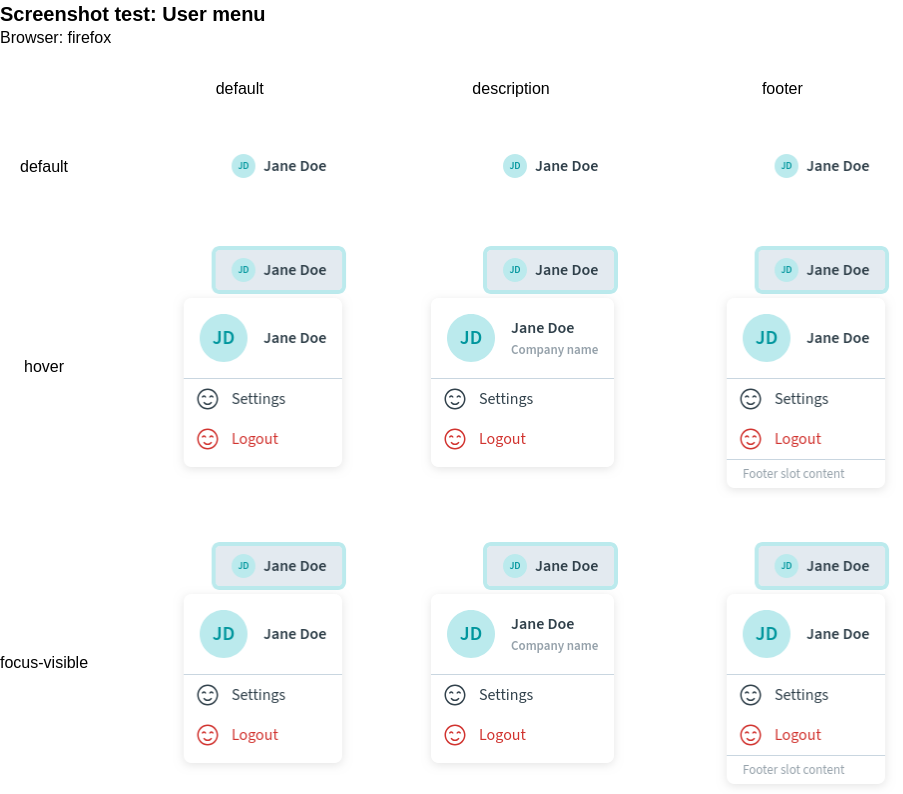 Screenshot test: User menu
Browser: firefox
default description footer
default JD Jane Doe JD Jane Doe JD Jane Doe
JD Jane Doe JD Jane Doe JD Jane Doe
JD Jane Doe JD Jane Doe JD Jane Doe
Company name
hover
Settings Settings Settings
Logout Logout Logout
Footer slot content
JD Jane Doe JD Jane Doe JD Jane Doe
JD Jane Doe JD Jane Doe JD Jane Doe
Company name
focus-visible
Settings Settings Settings
Logout Logout Logout
Footer slot content